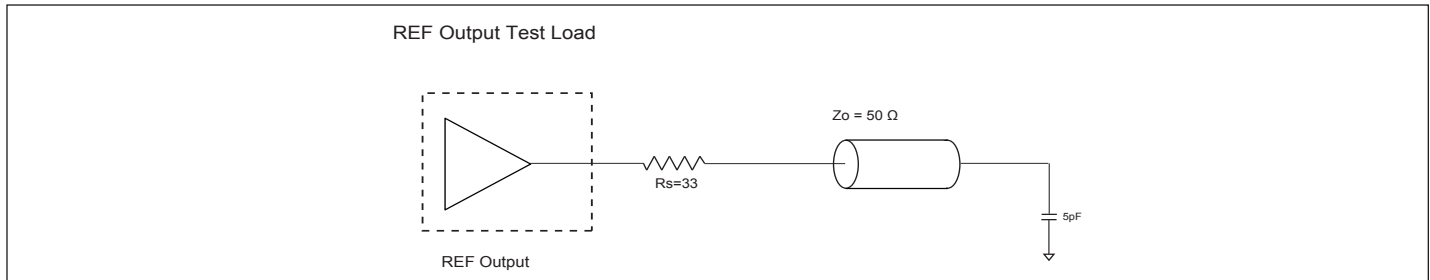 REF Output Test Load
Zo = 50 Ω
Rs=33
5pF
REF Output